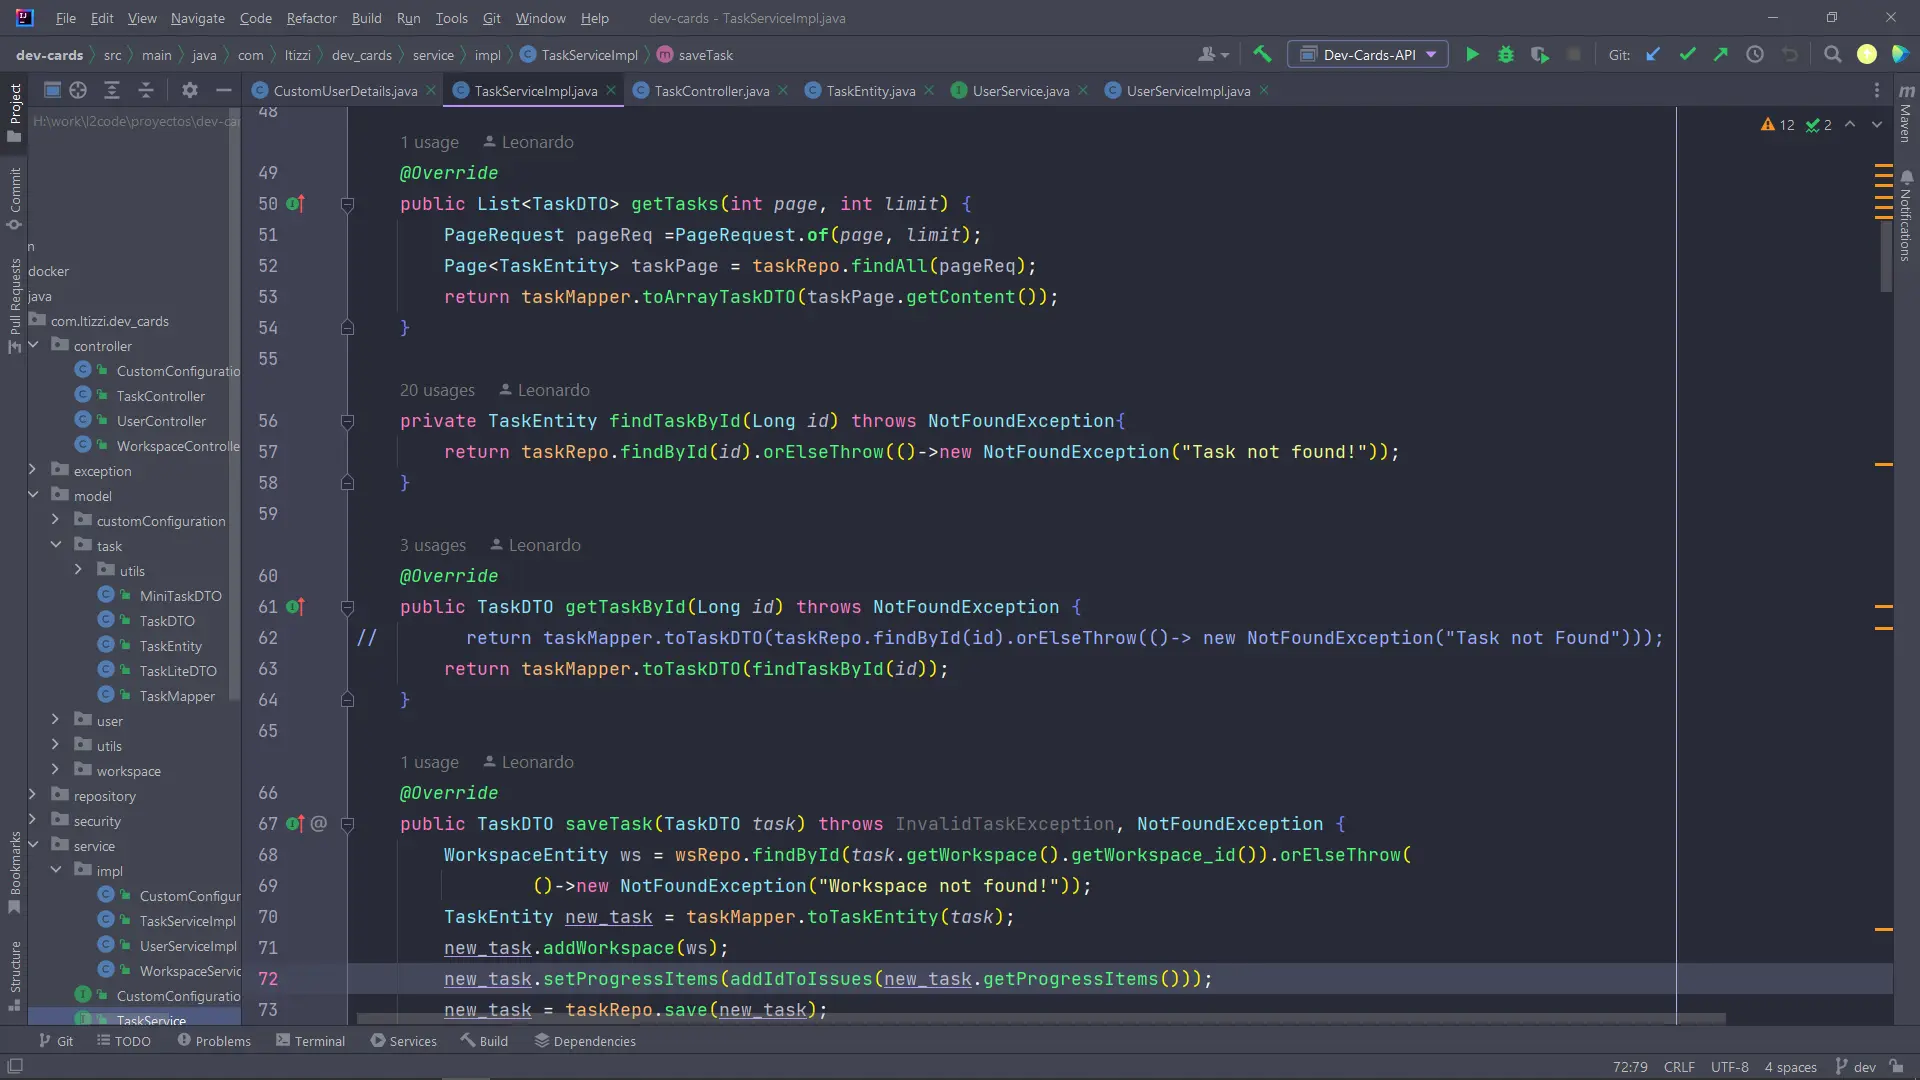 File Edit View Navigate Code Refactor Build Run Tools Git Window Help dev-cards - TaskServiceImpl.java
dev-cards src main java com ltizzi dev_cards service impl TaskServiceImpl saveTask Dev-Cards-API Git:
CustomUserDetails.java TaskServiceImpl.java TaskController.java TaskEntity.java UserService.java UserServiceImpl.java
Project
Commit
Pull Requests
Bookmarks
Structure
H:\work\l2code\proyectos\dev-car
n
docker
java
com.ltizzi.dev_cards
controller
CustomConfiguratio
TaskController
UserController
WorkspaceControlle
exception
model
customConfiguration
task
utils
MiniTaskDTO
TaskDTO
TaskEntity
TaskLiteDTO
TaskMapper
user
utils
workspace
repository
security
service
impl
CustomConfigur
TaskServiceImpl
UserServiceImpl
WorkspaceServic
CustomConfiguratio
TaskService
48
1 usage Leonardo
49 @Override
50 public List<TaskDTO> getTasks(int page, int limit) {
51 PageRequest pageReq =PageRequest.of(page, limit);
52 Page<TaskEntity> taskPage = taskRepo.findAll(pageReq);
53 return taskMapper.toArrayTaskDTO(taskPage.getContent());
54 }
55
20 usages Leonardo
56 private TaskEntity findTaskById(Long id) throws NotFoundException{
57 return taskRepo.findById(id).orElseThrow(()->new NotFoundException("Task not found!"));
58 }
59
3 usages Leonardo
60 @Override
61 public TaskDTO getTaskById(Long id) throws NotFoundException {
62 // return taskMapper.toTaskDTO(taskRepo.findById(id).orElseThrow(()-> new NotFoundException("Task not Found")));
63 return taskMapper.toTaskDTO(findTaskById(id));
64 }
65
1 usage Leonardo
66 @Override
67 @ public TaskDTO saveTask(TaskDTO task) throws InvalidTaskException, NotFoundException {
68 WorkspaceEntity ws = wsRepo.findById(task.getWorkspace().getWorkspace_id()).orElseThrow(
69 ()->new NotFoundException("Workspace not found!"));
70 TaskEntity new_task = taskMapper.toTaskEntity(task);
71 new_task.addWorkspace(ws);
72 new_task.setProgressItems(addIdToIssues(new_task.getProgressItems()));
73 new_task = taskRepo.save(new_task);
12 2
m Maven
Notifications
Git TODO Problems Terminal Services Build Dependencies
72:79 CRLF UTF-8 4 spaces dev